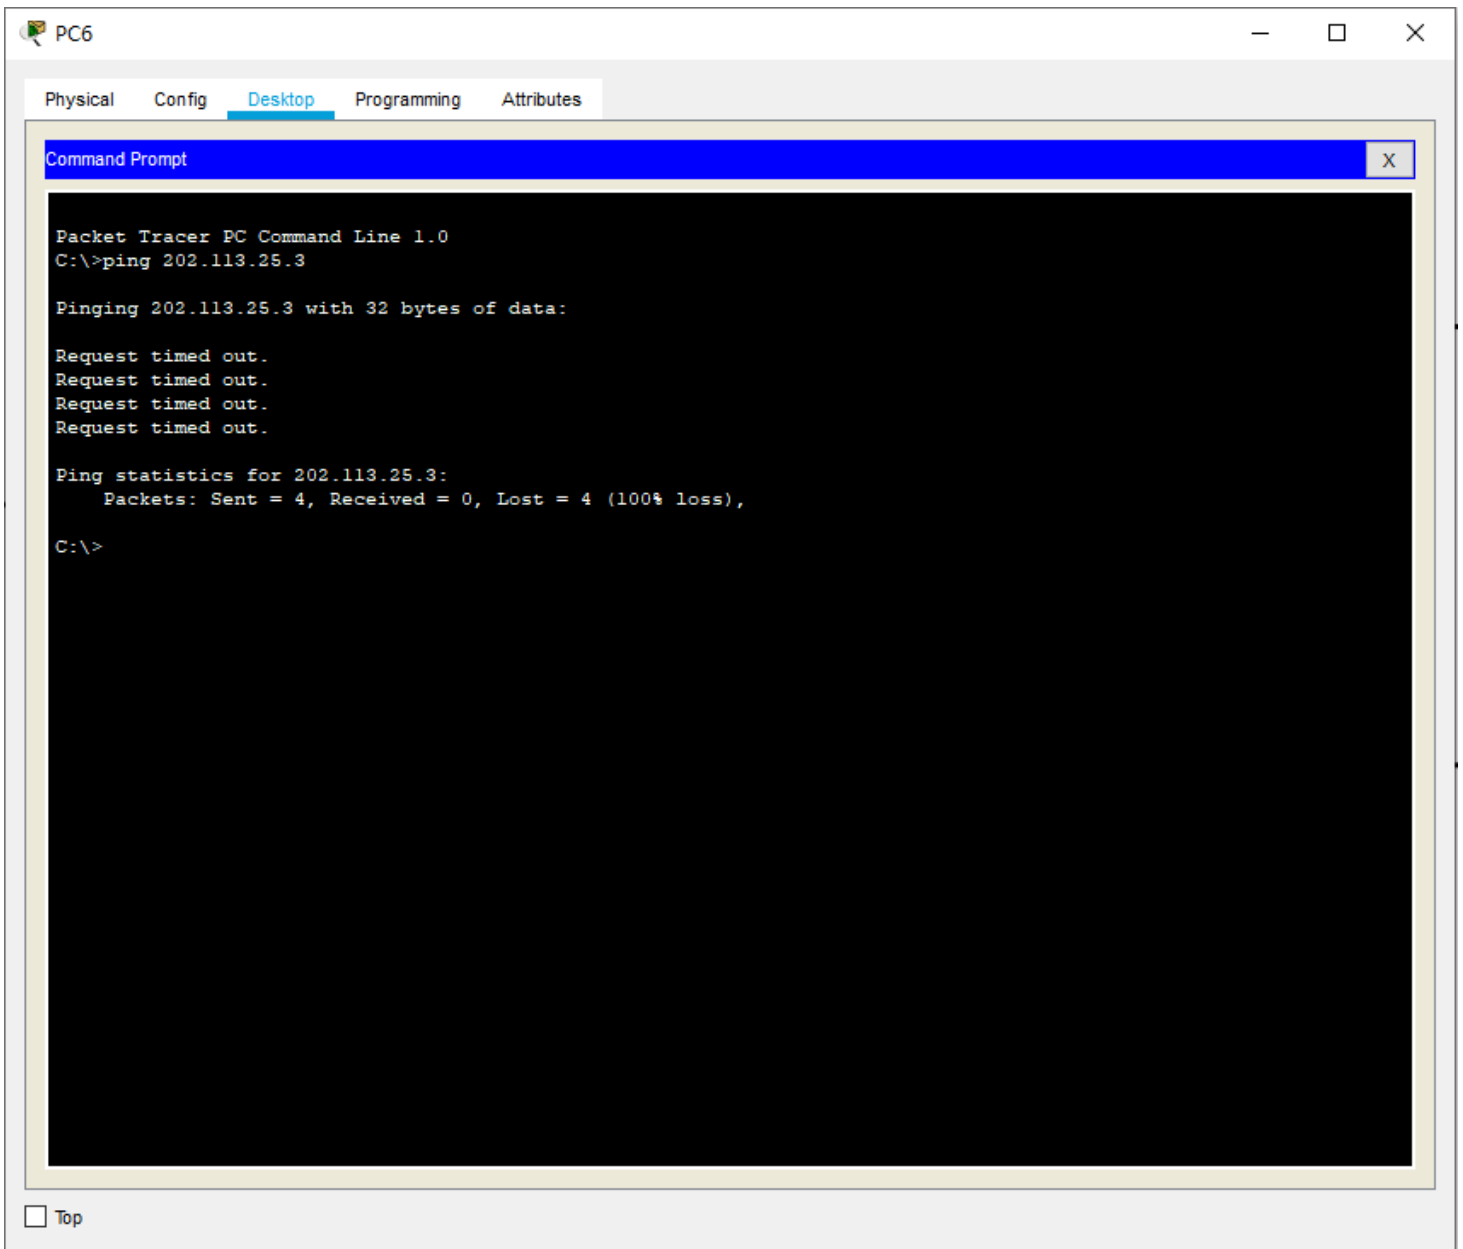 PC6
Physical Config Desktop Programming Attributes
Command Prompt
X
Packet Tracer PC Command Line 1.0
C:\>ping 202.113.25.3
Pinging 202.113.25.3 with 32 bytes of data:
Request timed out.
Request timed out.
Request timed out.
Request timed out.
Ping statistics for 202.113.25.3:
    Packets: Sent = 4, Received = 0, Lost = 4 (100% loss),
C:\>
Top